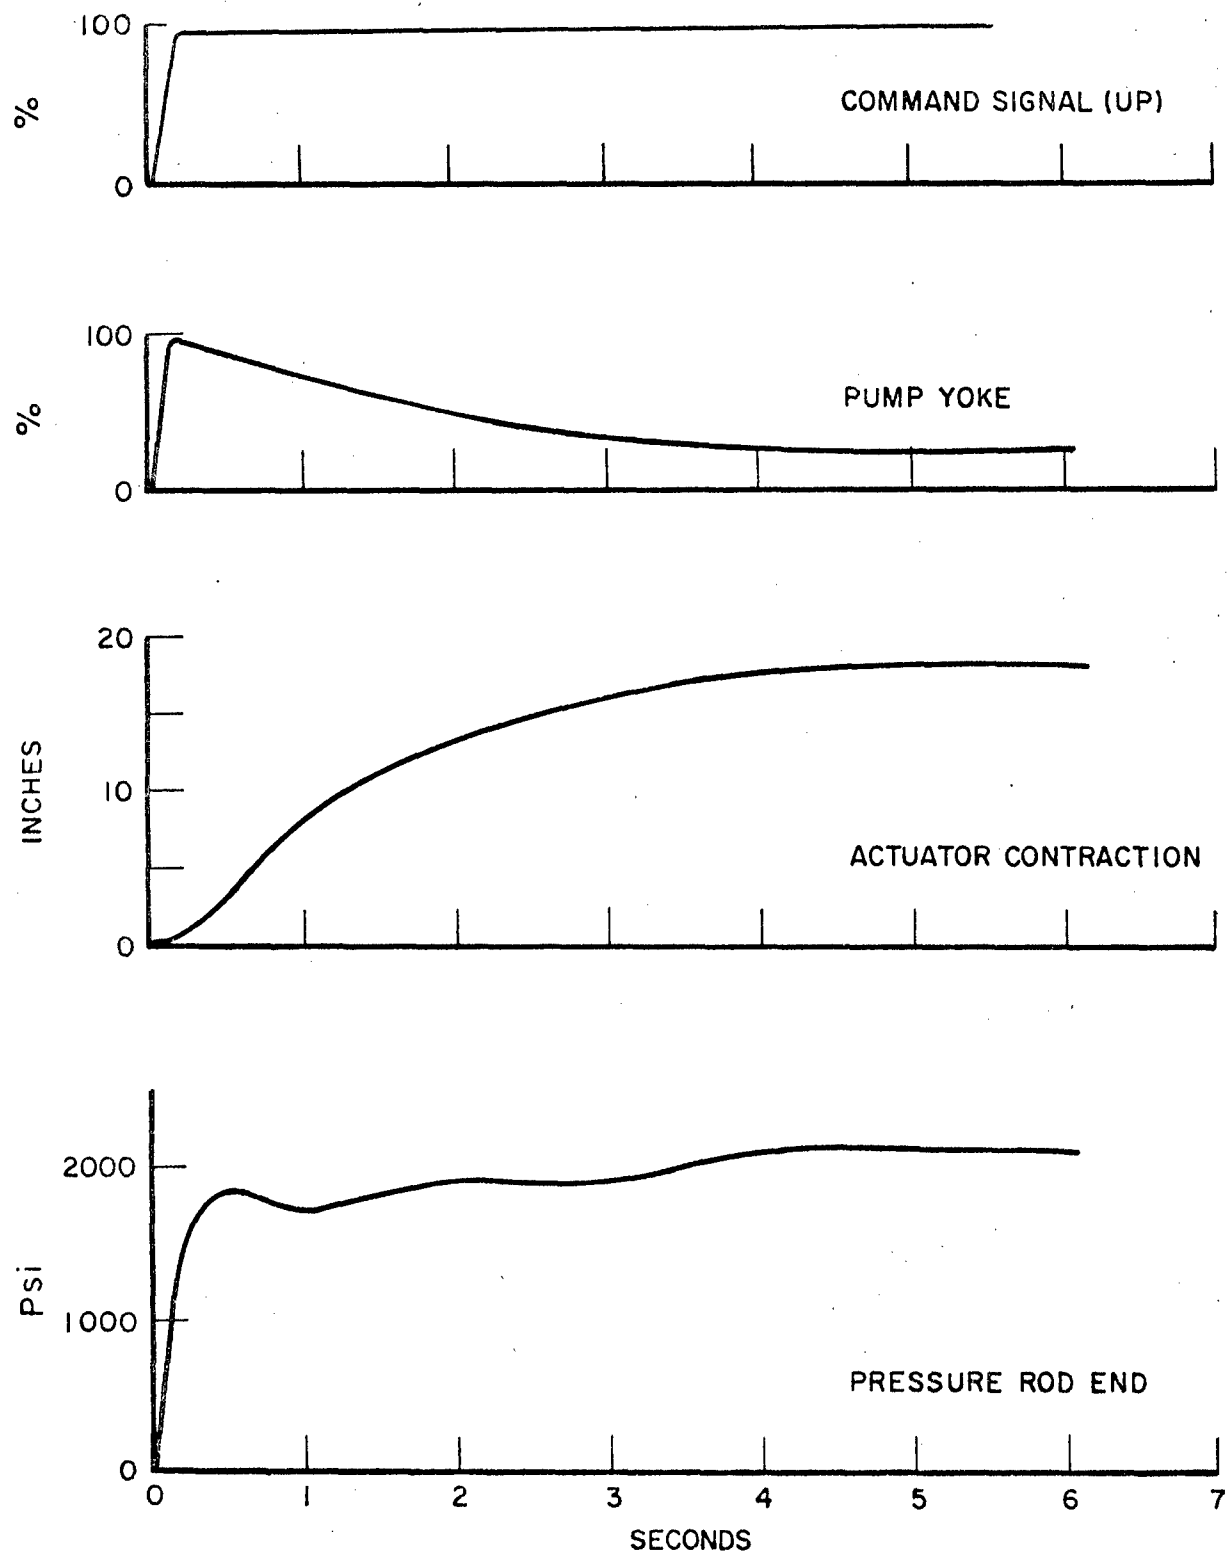 100
%
COMMAND SIGNAL (UP)
0
100
%
PUMP YOKE
0
20
INCHES
10
ACTUATOR CONTRACTION
0
2000
Psi
1000
PRESSURE ROD END
0
0 1 2 3 4 5 6 7
SECONDS